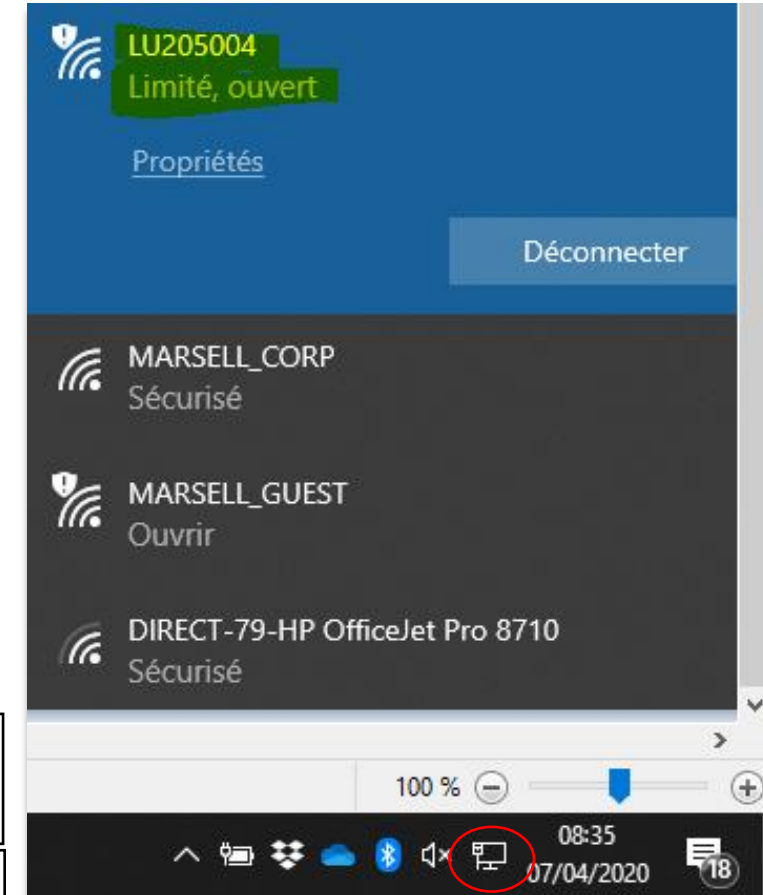 LU205004
Limité, ouvert
Propriétés
Déconnecter
MARSELL_CORP
Sécurisé
MARSELL_GUEST
Ouvrir
DIRECT-79-HP OfficeJet Pro 8710
Sécurisé
100 %
08:35
07/04/2020
18